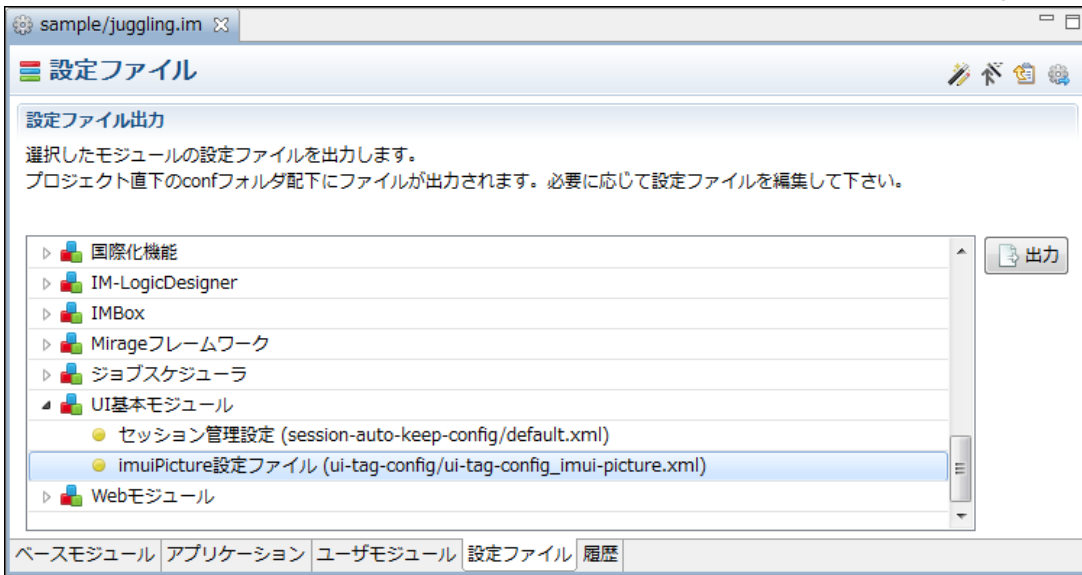 sample/juggling.im
設定ファイル
設定ファイル出力
選択したモジュールの設定ファイルを出力します。
プロジェクト直下のconfフォルダ配下にファイルが出力されます。必要に応じて設定ファイルを編集して下さい。
国際化機能
出力
IM-LogicDesigner
IMBox
Mirageフレームワーク
ジョブスケジューラ
UI基本モジュール
セッション管理設定 (session-auto-keep-config/default.xml)
imuiPicture設定ファイル (ui-tag-config/ui-tag-config_imui-picture.xml)
Webモジュール
ベースモジュール アプリケーション ユーザモジュール 設定ファイル 履歴